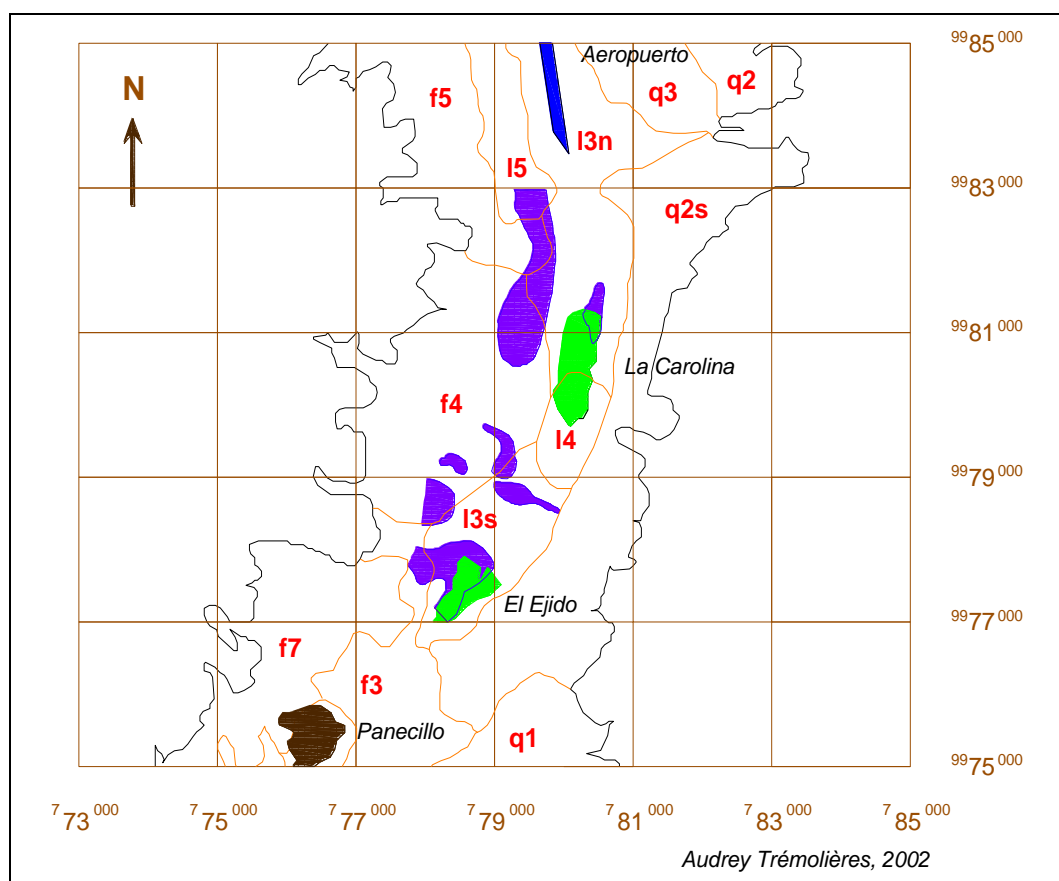 Aeropuerto
99 85 000
N
f5
q3
q2
l3n
l5
99 83 000
q2s
99 81 000
La Carolina
f4
l4
99 79 000
l3s
El Ejido
99 77 000
f7
f3
Panecillo
q1
99 75 000
7 73 000 7 75 000 7 77 000 7 79 000 7 81 000 7 83 000 7 85 000
Audrey Trémolières, 2002